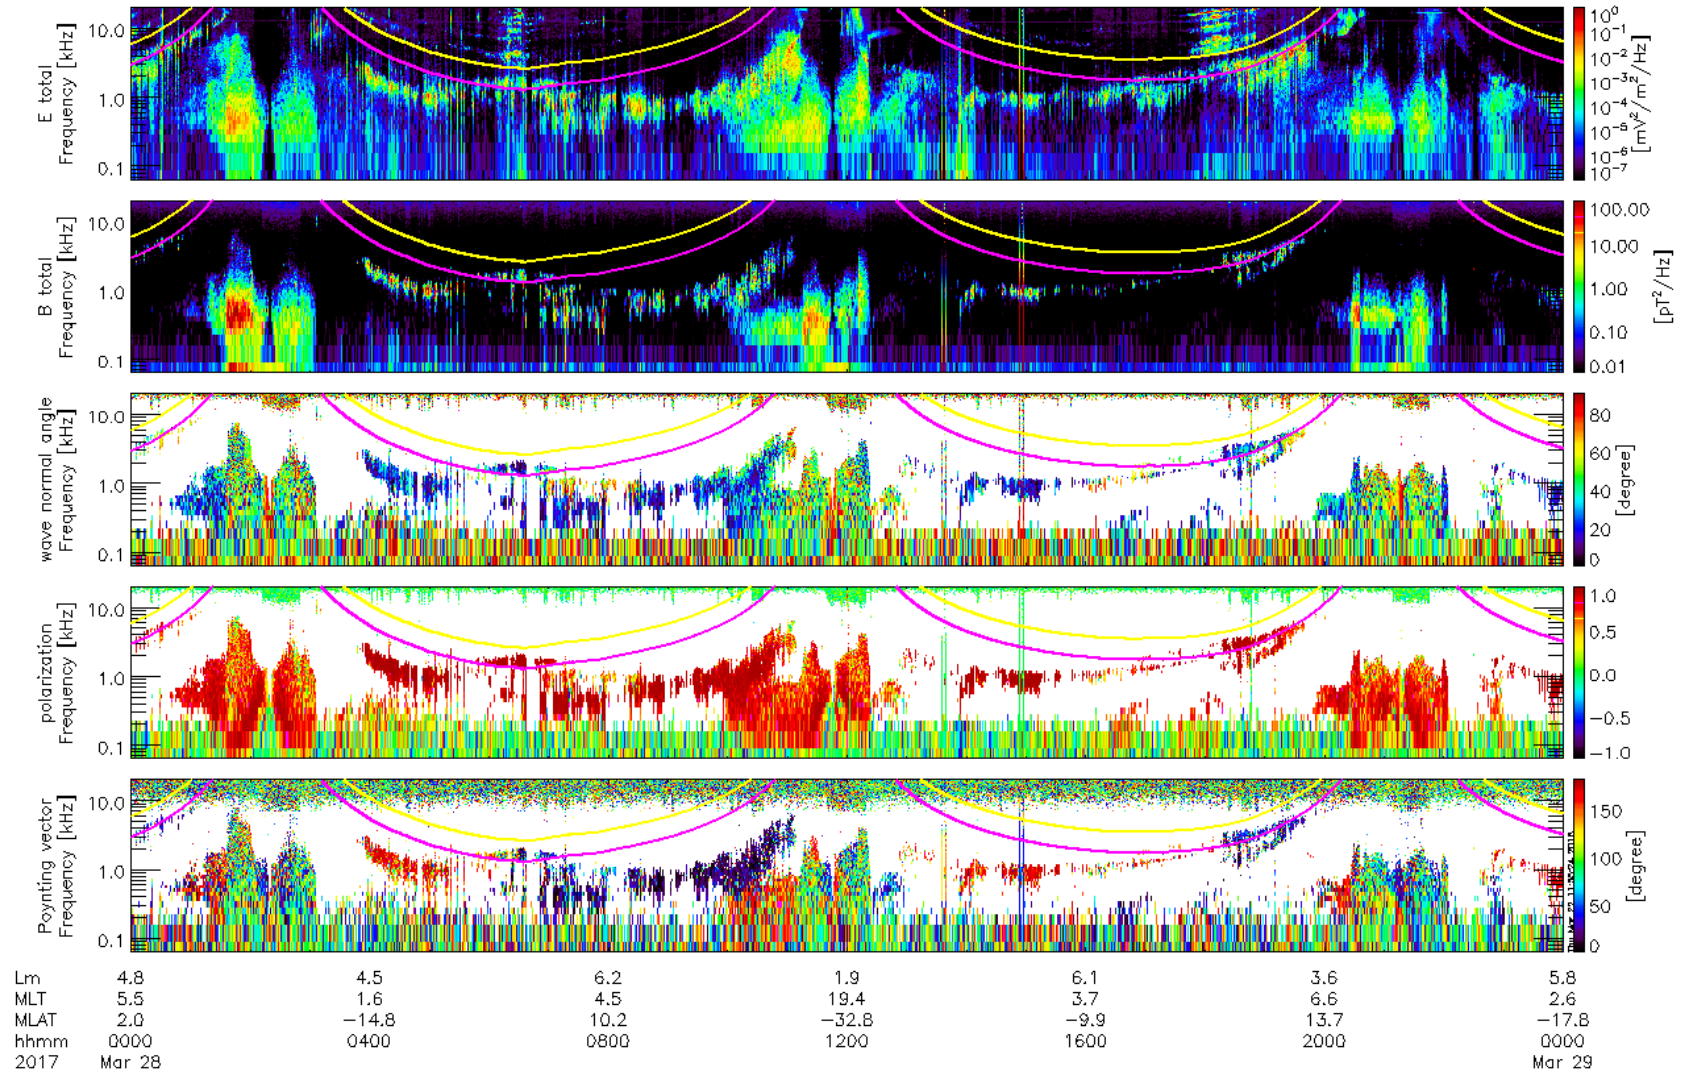 E total
Frequency [kHz]
10.0
1.0
0.1
10⁰
10⁻¹
10⁻²
10⁻³
10⁻⁴
10⁻⁵
10⁻⁶
10⁻⁷
[mV²/m²/Hz]
B total
Frequency [kHz]
10.0
1.0
0.1
100.00
10.00
1.00
0.10
0.01
[pT²/Hz]
wave normal angle
Frequency [kHz]
10.0
1.0
0.1
80
60
40
20
0
[degree]
polarization
Frequency [kHz]
10.0
1.0
0.1
1.0
0.5
0.0
−0.5
−1.0
Poynting vector
Frequency [kHz]
10.0
1.0
0.1
150
100
50
0
[degree]
Lm 4.8 4.5 6.2 1.9 6.1 3.6 5.8
MLT 5.5 1.6 4.5 19.4 3.7 6.6 2.6
MLAT 2.0 −14.8 10.2 −32.8 −9.9 13.7 −17.8
hhmm 0000 0400 0800 1200 1600 2000 0000
2017 Mar 28 Mar 29